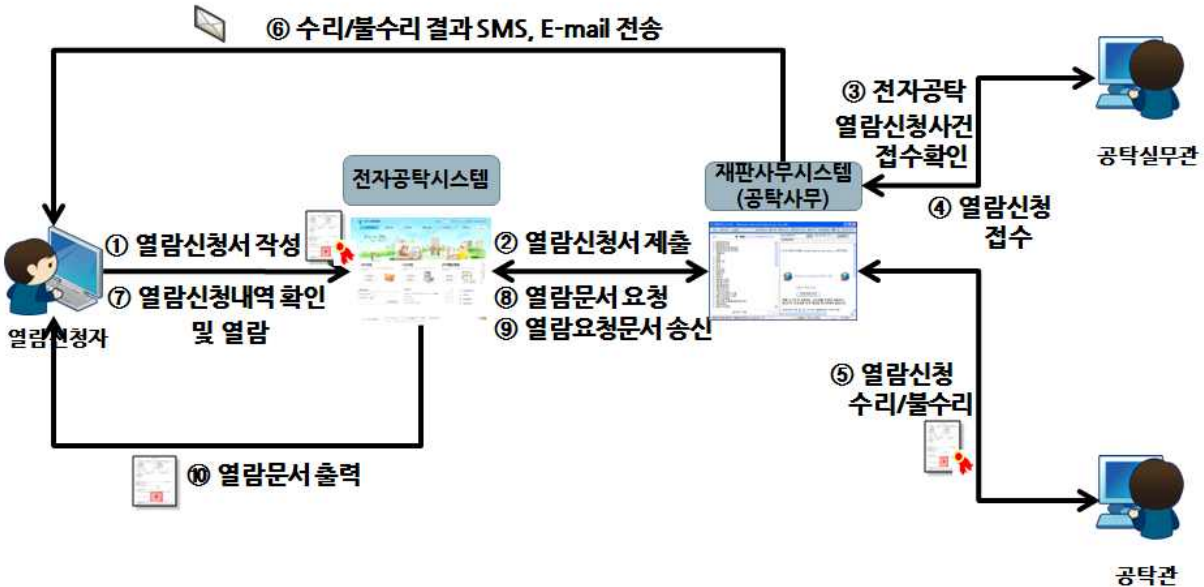 ⑥ 수리/불수리 결과 SMS, E-mail 전송
③ 전자공탁
열람신청사건
접수확인
공탁실무관
전자공탁시스템
재판사무시스템
(공탁사무)
④ 열람신청
접수
① 열람신청서 작성
② 열람신청서 제출
⑦ 열람신청내역 확인
및 열람
⑧ 열람문서 요청
⑨ 열람요청문서 송신
열람신청자
⑤ 열람신청
수리/불수리
⑩ 열람문서 출력
공탁관